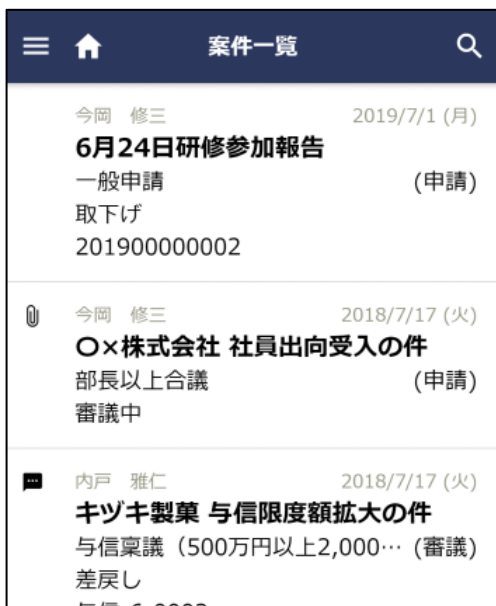 案件一覧
今岡 修三 2019/7/1 (月)
6月24日研修参加報告
一般申請 (申請)
取下げ
201900000002
今岡 修三 2018/7/17 (火)
〇×株式会社 社員出向受入の件
部長以上合議 (申請)
審議中
内戸 雅仁 2018/7/17 (火)
キヅキ製菓 与信限度額拡大の件
与信稟議（500万円以上2,000… (審議)
差戻し